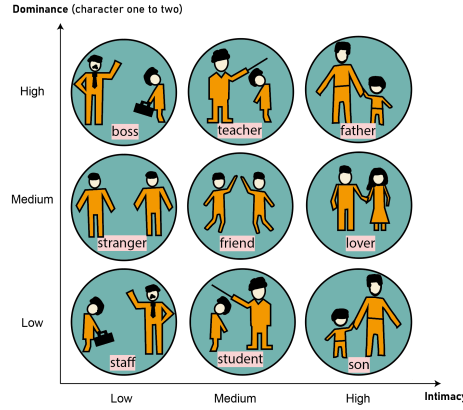 Dominance (character one to two)
High
boss
teacher
father
Medium
stranger
friend
lover
Low
staff
student
son
Low
Medium
High
Intimacy